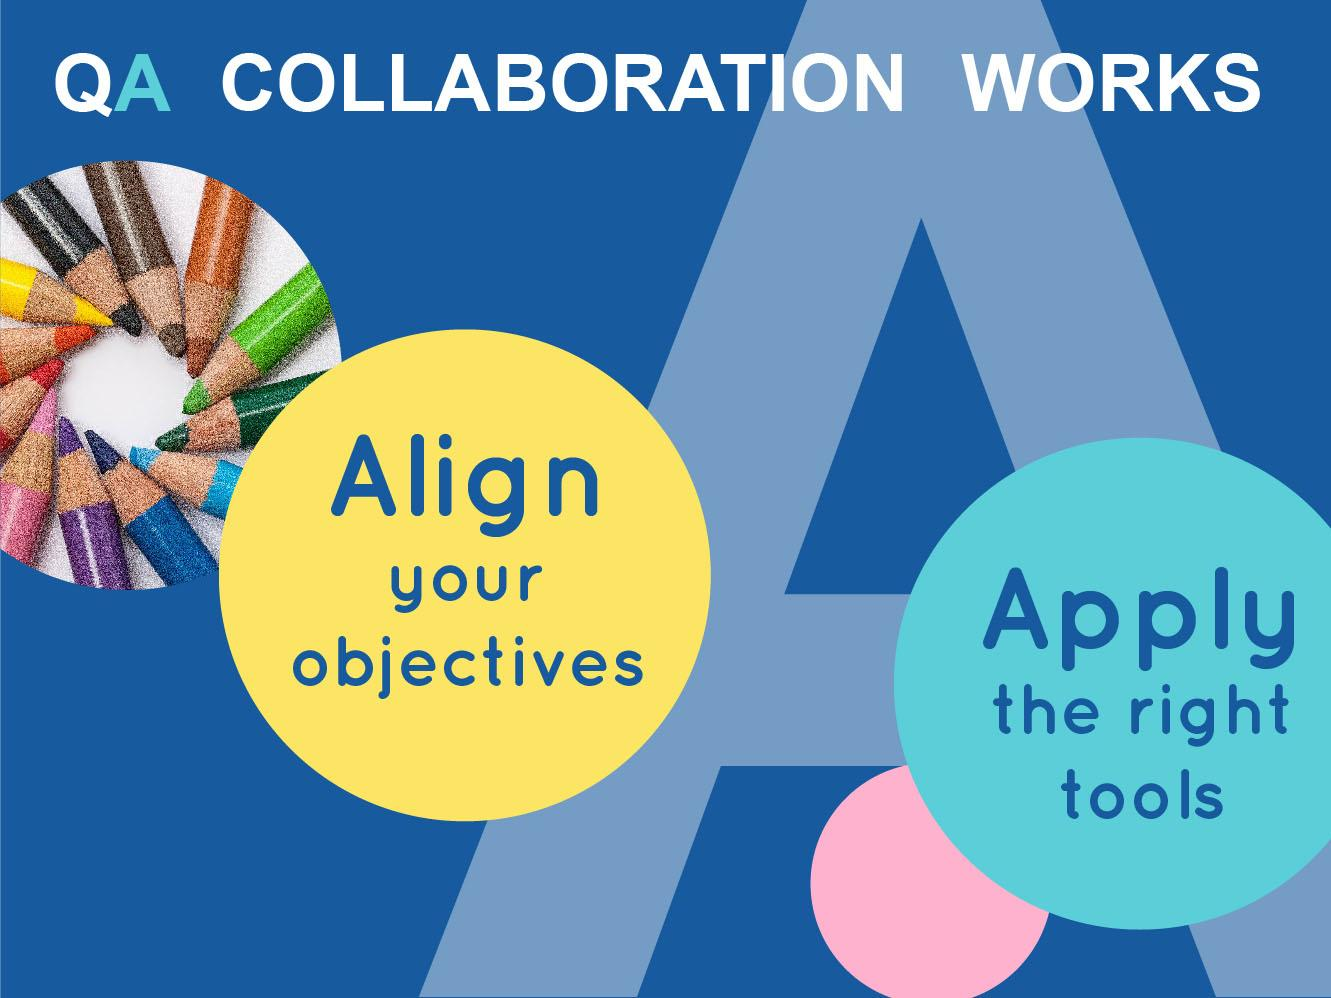 QA COLLABORATION WORKS
Align
your
objectives
Apply
the right
tools